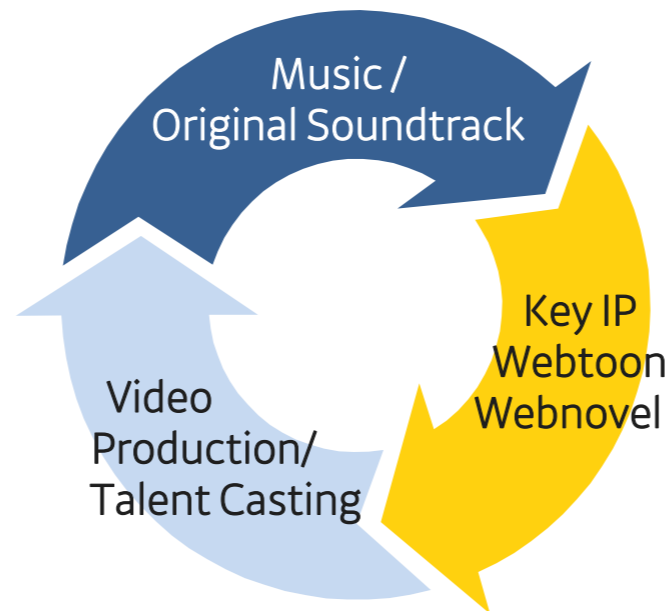 Music /
Original Soundtrack
Key IP
Webtoon
Webnovel
Video
Production/
Talent Casting